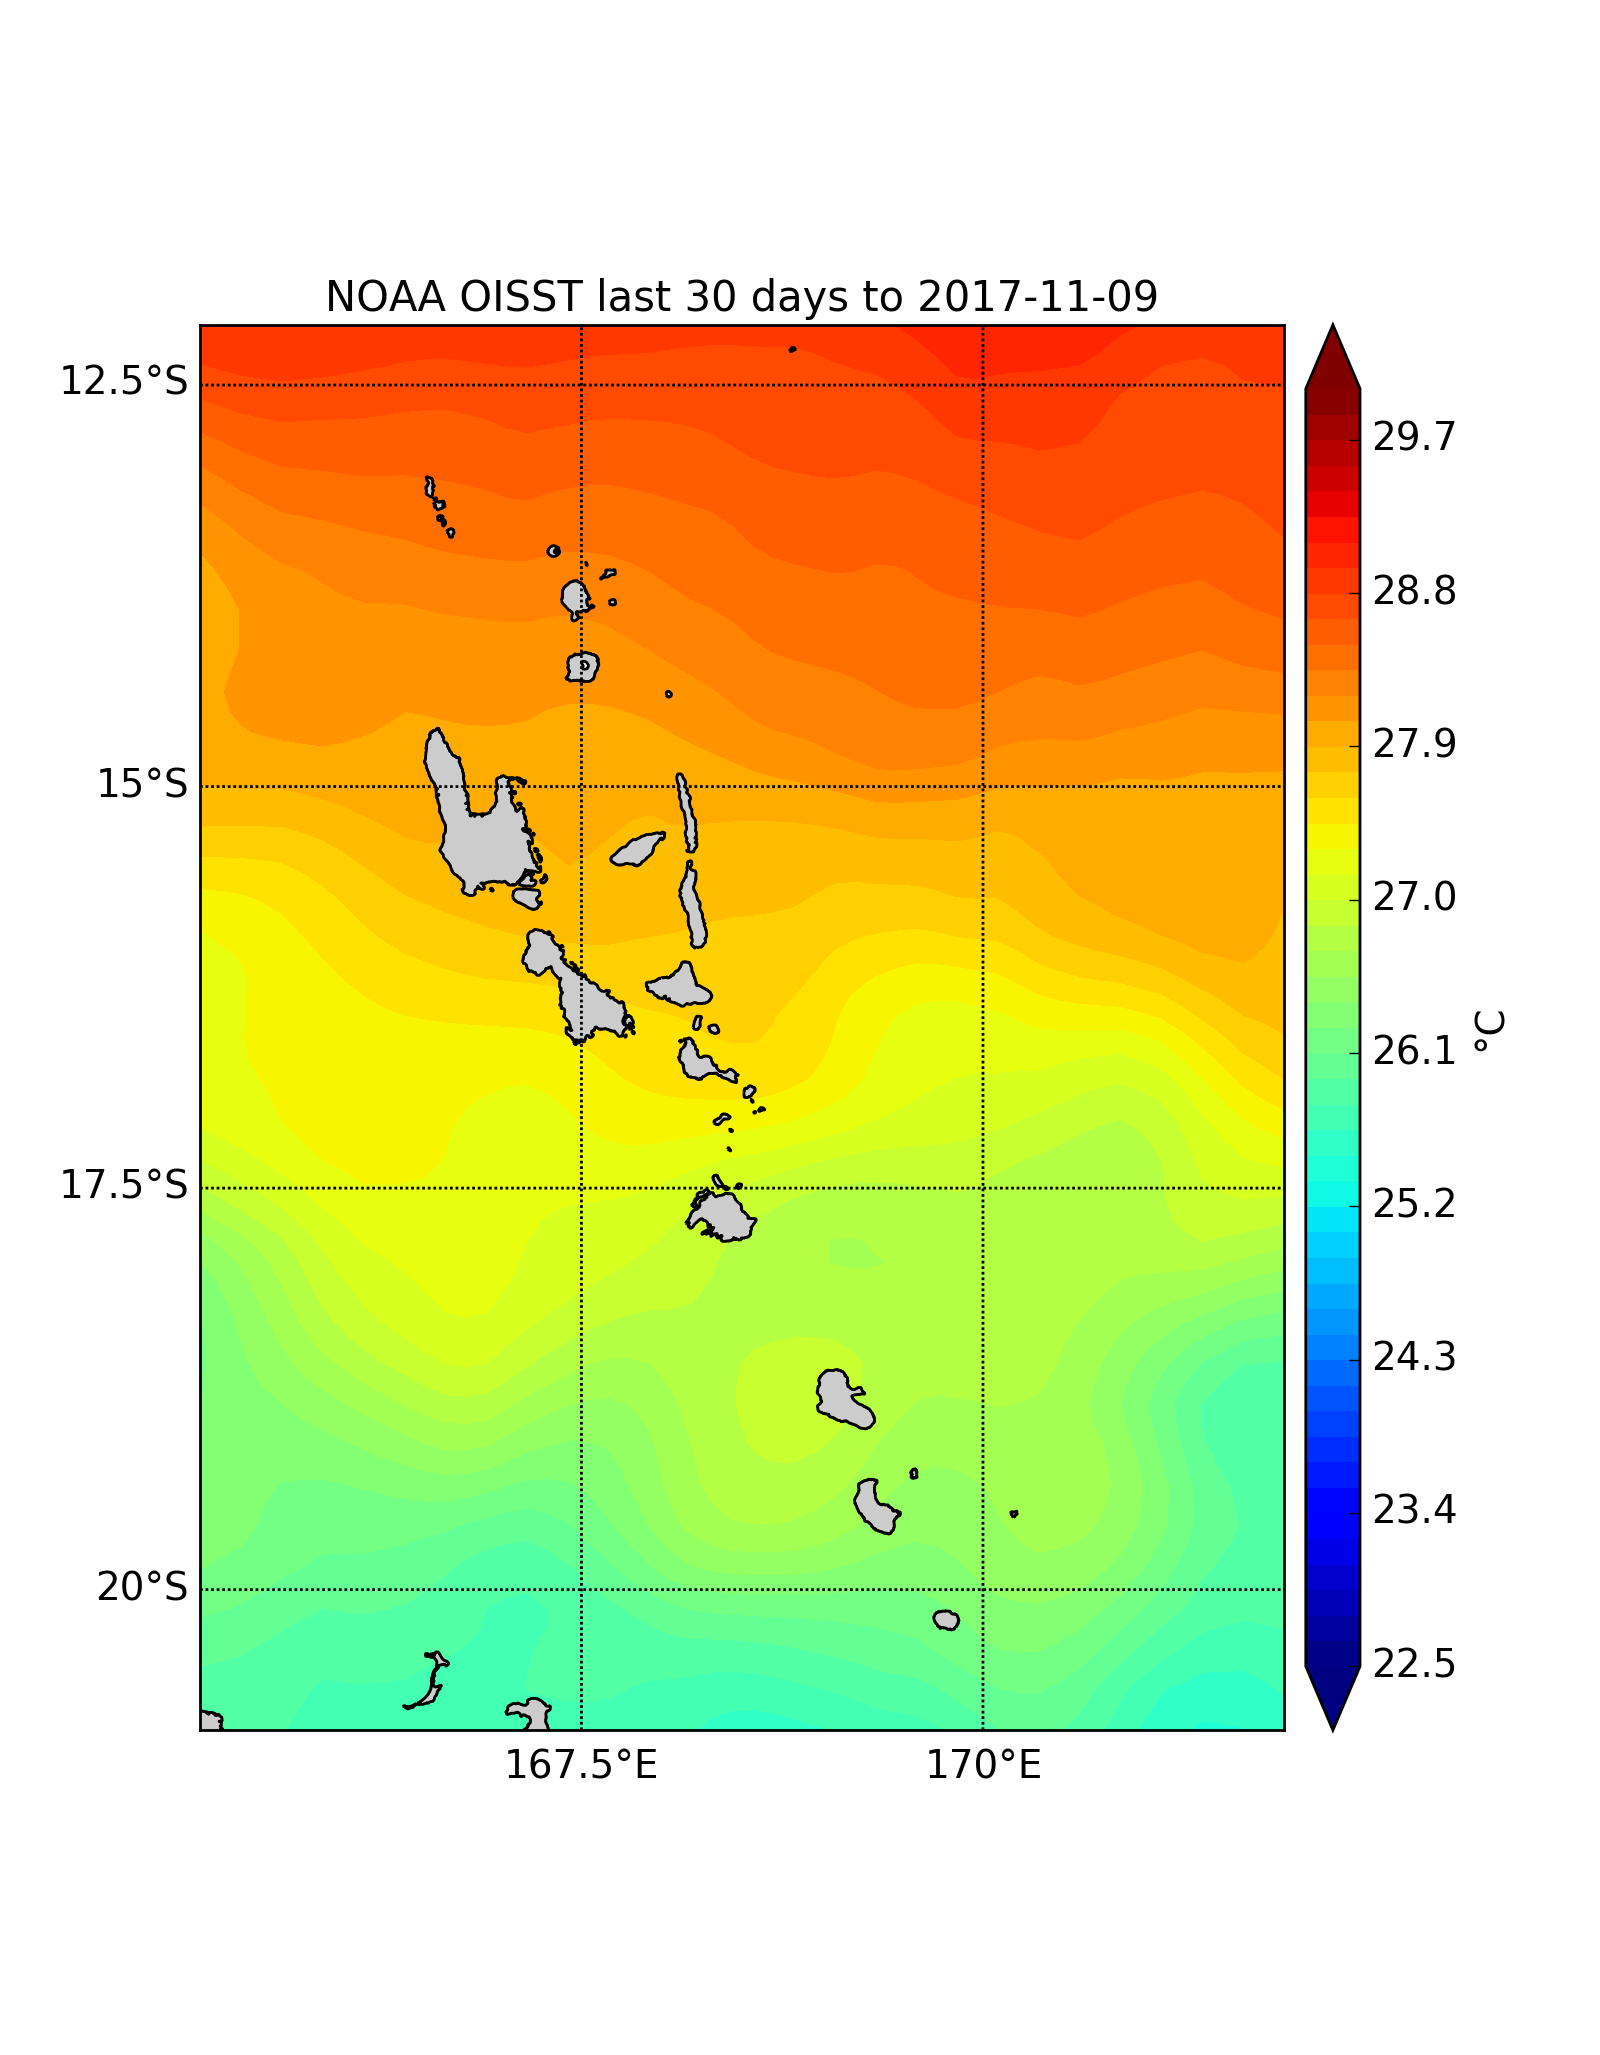 NOAA OISST last 30 days to 2017-11-09
12.5°S
15°S
17.5°S
20°S
167.5°E
170°E
29.7
28.8
27.9
27.0
26.1
25.2
24.3
23.4
22.5
°C